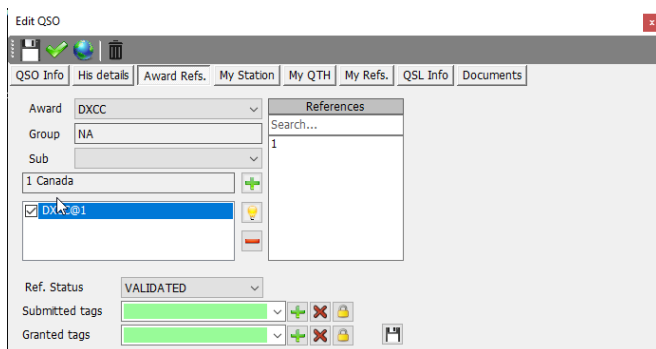 Edit QSO
x
QSO Info His details Award Refs. My Station My QTH My Refs. QSL Info Documents
Award DXCC References
Group NA Search...
1
Sub
1 Canada
DXCC@1
Ref. Status VALIDATED
Submitted tags
Granted tags